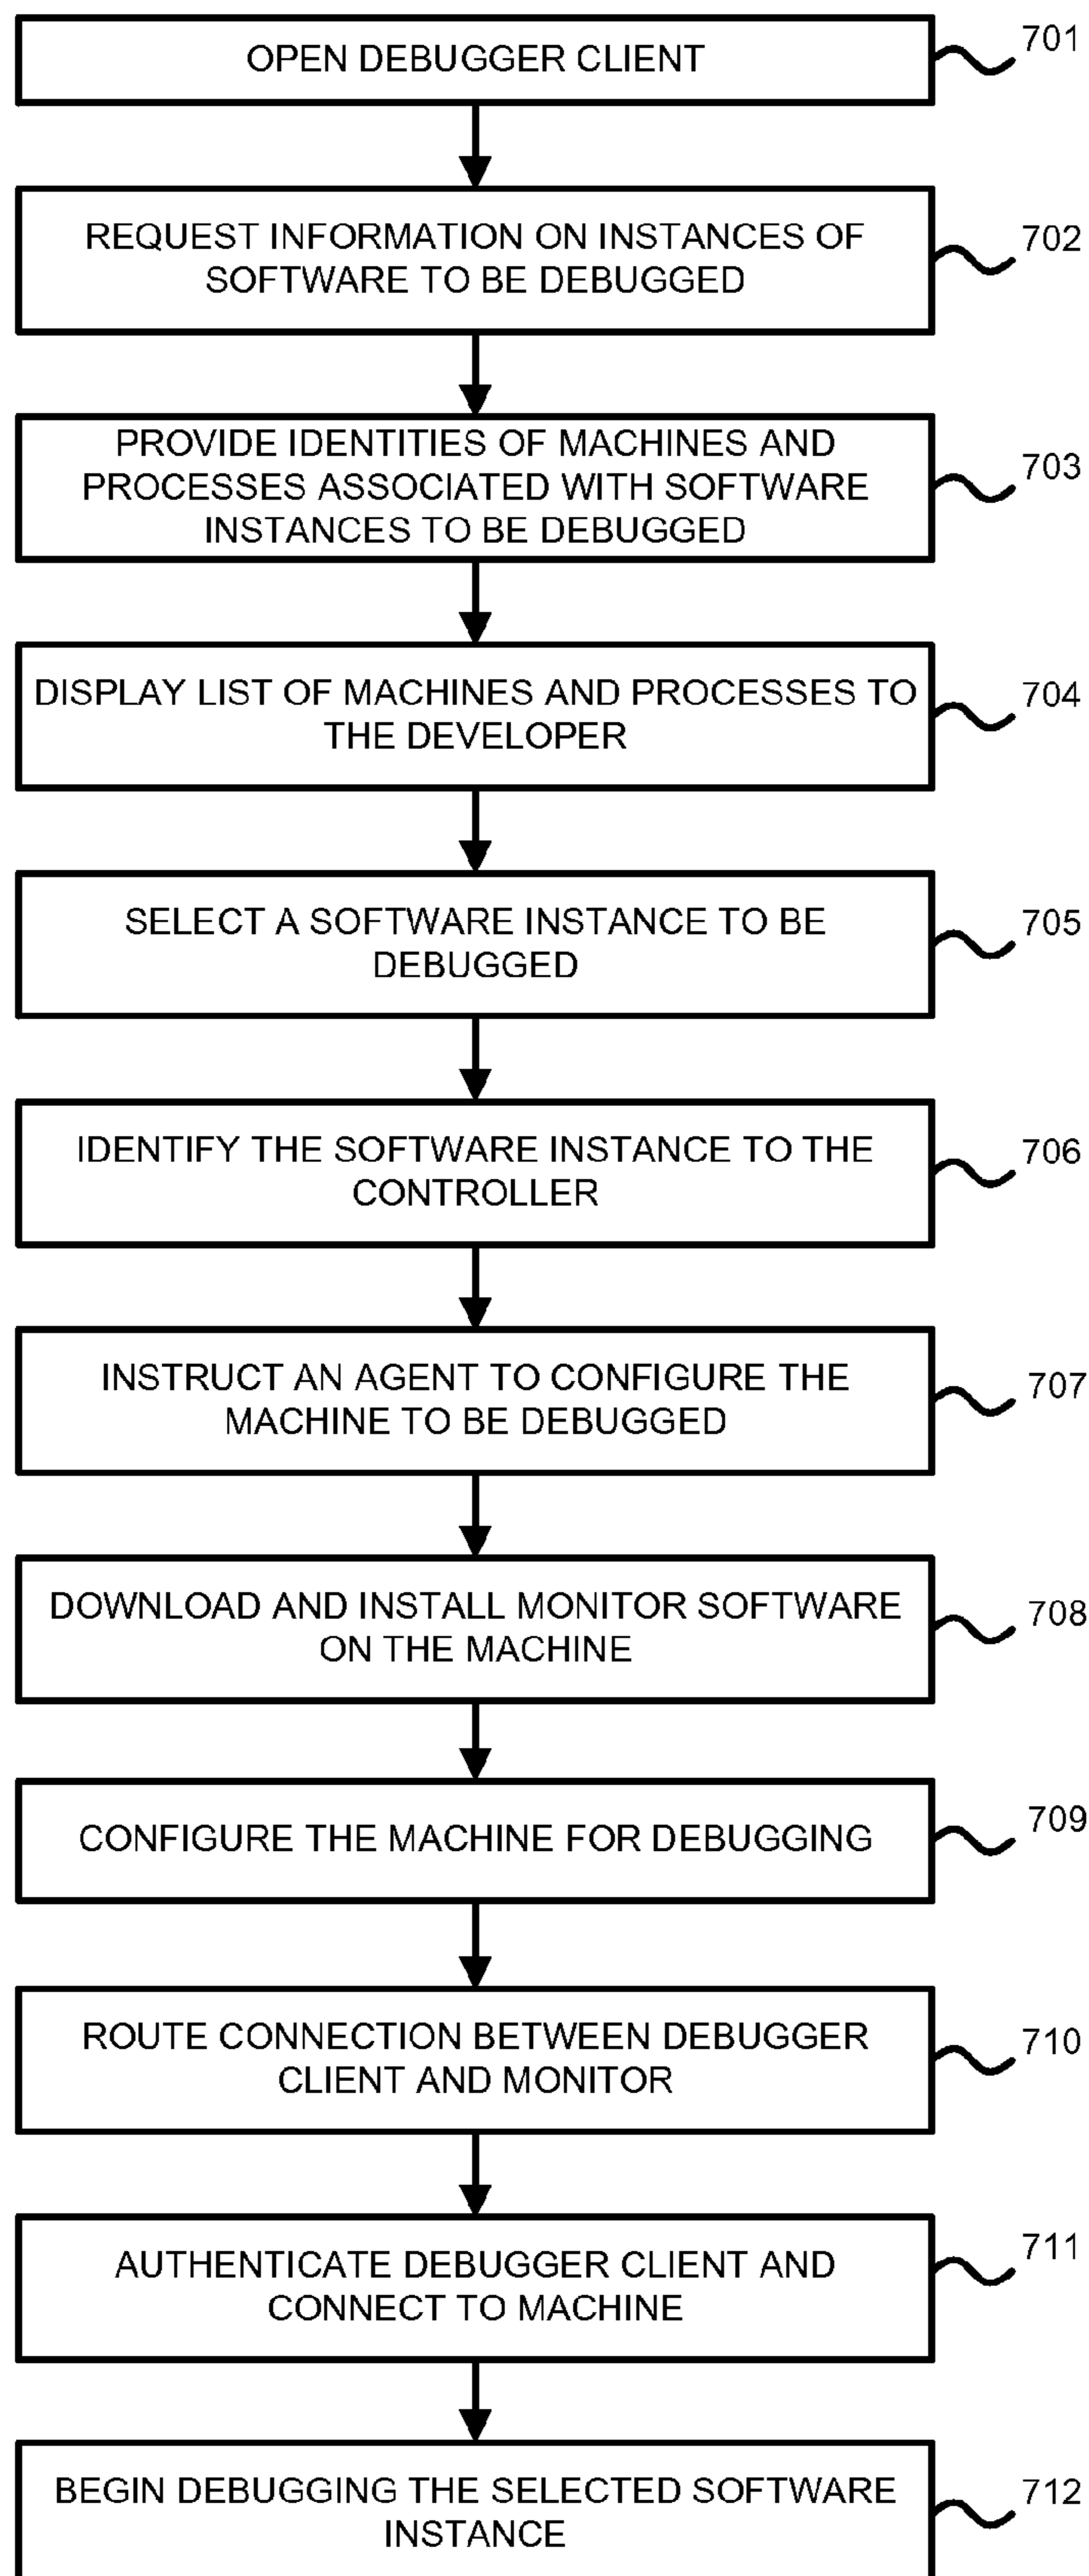 OPEN DEBUGGER CLIENT
701
REQUEST INFORMATION ON INSTANCES OF
SOFTWARE TO BE DEBUGGED
702
PROVIDE IDENTITIES OF MACHINES AND
PROCESSES ASSOCIATED WITH SOFTWARE
INSTANCES TO BE DEBUGGED
703
DISPLAY LIST OF MACHINES AND PROCESSES TO
THE DEVELOPER
704
SELECT A SOFTWARE INSTANCE TO BE
DEBUGGED
705
IDENTIFY THE SOFTWARE INSTANCE TO THE
CONTROLLER
706
INSTRUCT AN AGENT TO CONFIGURE THE
MACHINE TO BE DEBUGGED
707
DOWNLOAD AND INSTALL MONITOR SOFTWARE
ON THE MACHINE
708
CONFIGURE THE MACHINE FOR DEBUGGING
709
ROUTE CONNECTION BETWEEN DEBUGGER
CLIENT AND MONITOR
710
AUTHENTICATE DEBUGGER CLIENT AND
CONNECT TO MACHINE
711
BEGIN DEBUGGING THE SELECTED SOFTWARE
INSTANCE
712